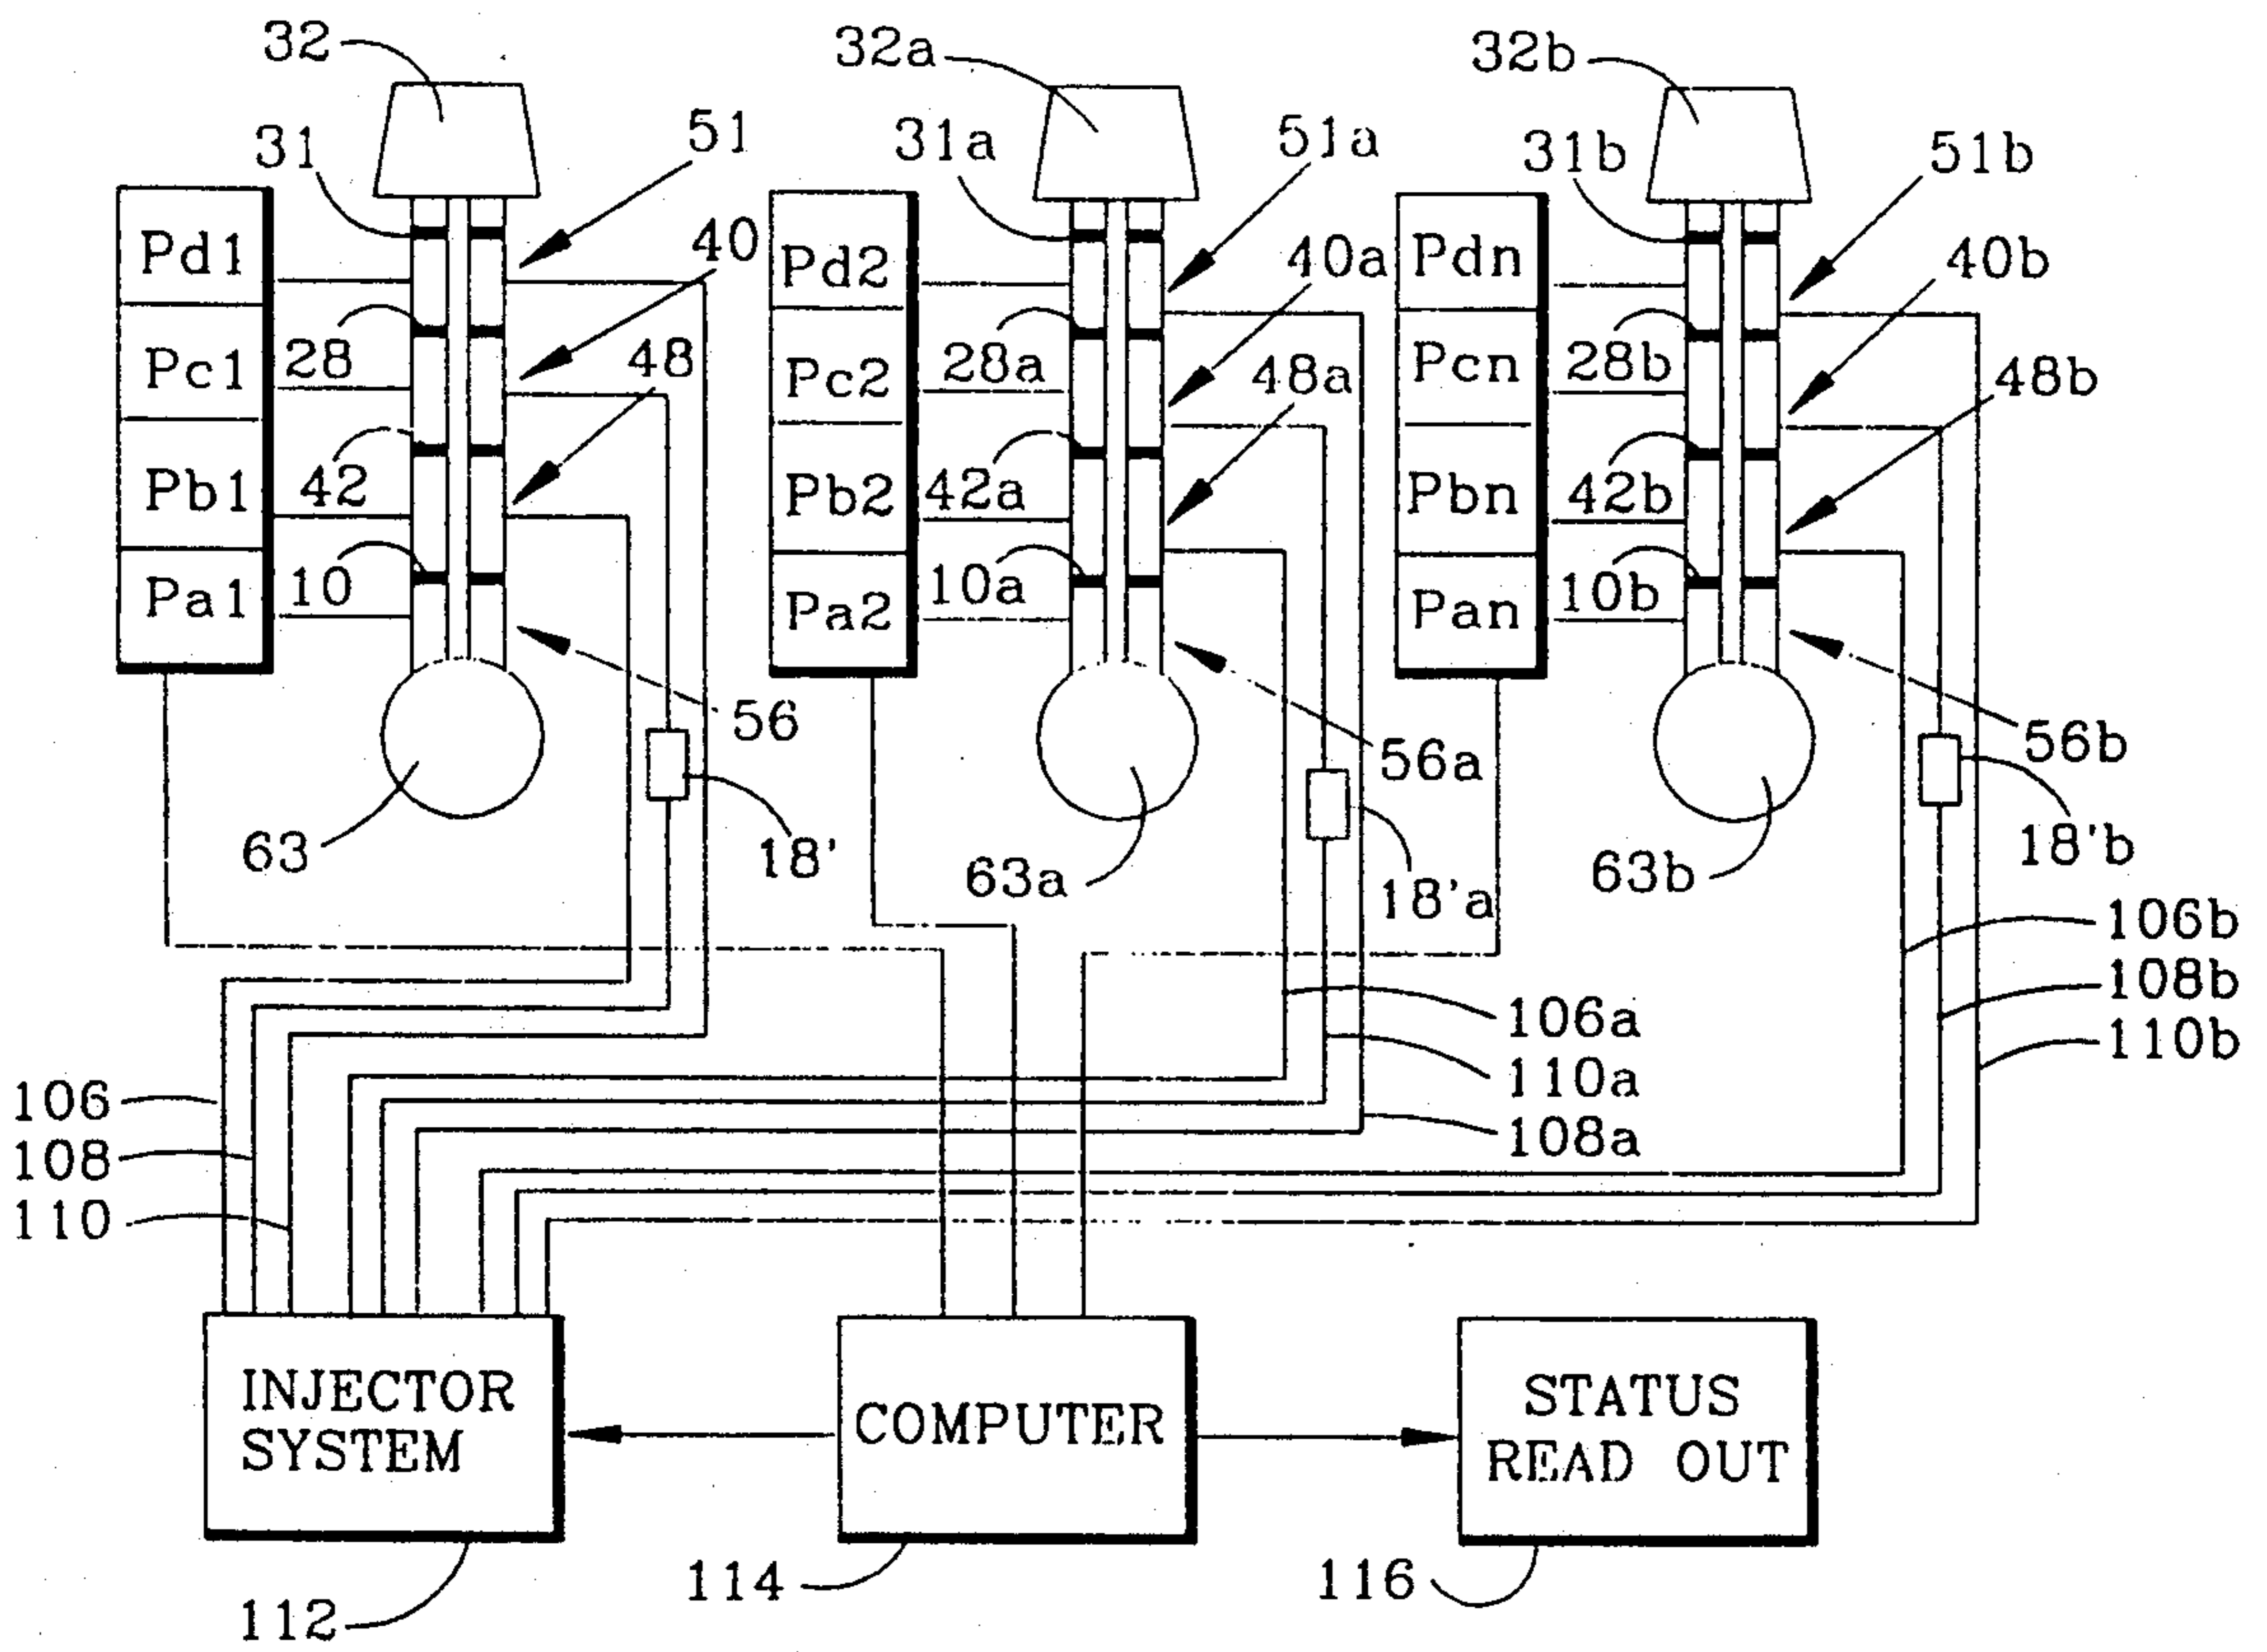 32
32a
32b
31
51
31a
51a
31b
51b
Pd1
40
Pd2
40a
Pdn
40b
Pc1
28
48
Pc2
28a
48a
Pcn
28b
48b
Pb1
42
Pb2
42a
Pbn
42b
Pa1
10
Pa2
10a
Pan
10b
56
56a
56b
63
18'
63a
18'a
63b
18'b
106b
108b
110b
106a
110a
108a
106
108
110
INJECTOR
SYSTEM
COMPUTER
STATUS
READ OUT
112
114
116